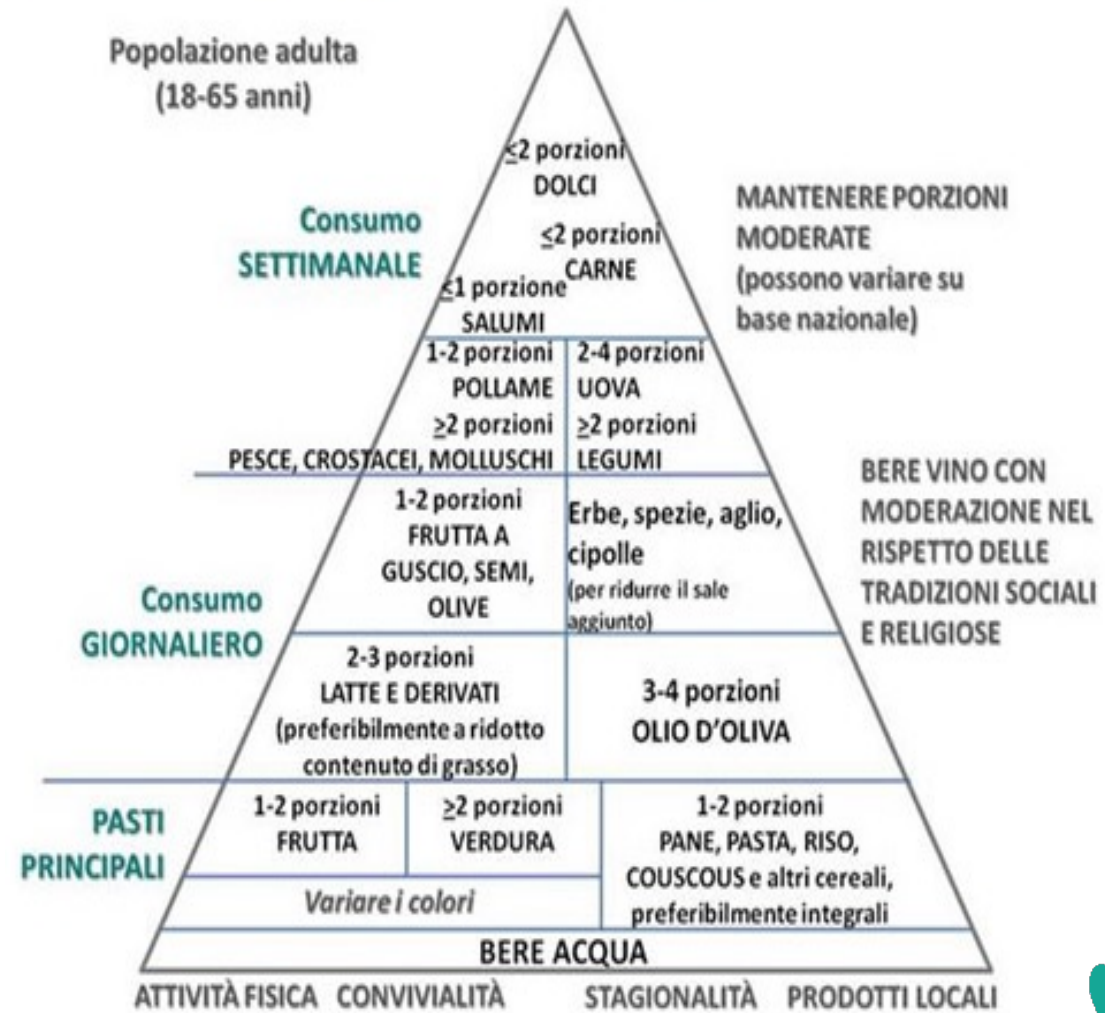 Popolazione adulta
(18-65 anni)
≤2 porzioni
DOLCI
Consumo
SETTIMANALE
≤2 porzioni
CARNE
≤1 porzione
SALUMI
MANTENERE PORZIONI
MODERATE
(possono variare su
base nazionale)
1-2 porzioni
POLLAME
≥2 porzioni
PESCE, CROSTACEI, MOLLUSCHI
2-4 porzioni
UOVA
≥2 porzioni
LEGUMI
Consumo
GIORNALIERO
1-2 porzioni
FRUTTA A
GUSCIO, SEMI,
OLIVE
Erbe, spezie, aglio,
cipolle
(per ridurre il sale
aggiunto)
BERE VINO CON
MODERAZIONE NEL
RISPETTO DELLE
TRADIZIONI SOCIALI
E RELIGIOSE
2-3 porzioni
LATTE E DERIVATI
(preferibilmente a ridotto
contenuto di grasso)
3-4 porzioni
OLIO D'OLIVA
PASTI
PRINCIPALI
1-2 porzioni
FRUTTA
≥2 porzioni
VERDURA
Variare i colori
1-2 porzioni
PANE, PASTA, RISO,
COUSCOUS e altri cereali,
preferibilmente integrali
BERE ACQUA
ATTIVITÀ FISICA CONVIVIALITÀ STAGIONALITÀ PRODOTTI LOCALI